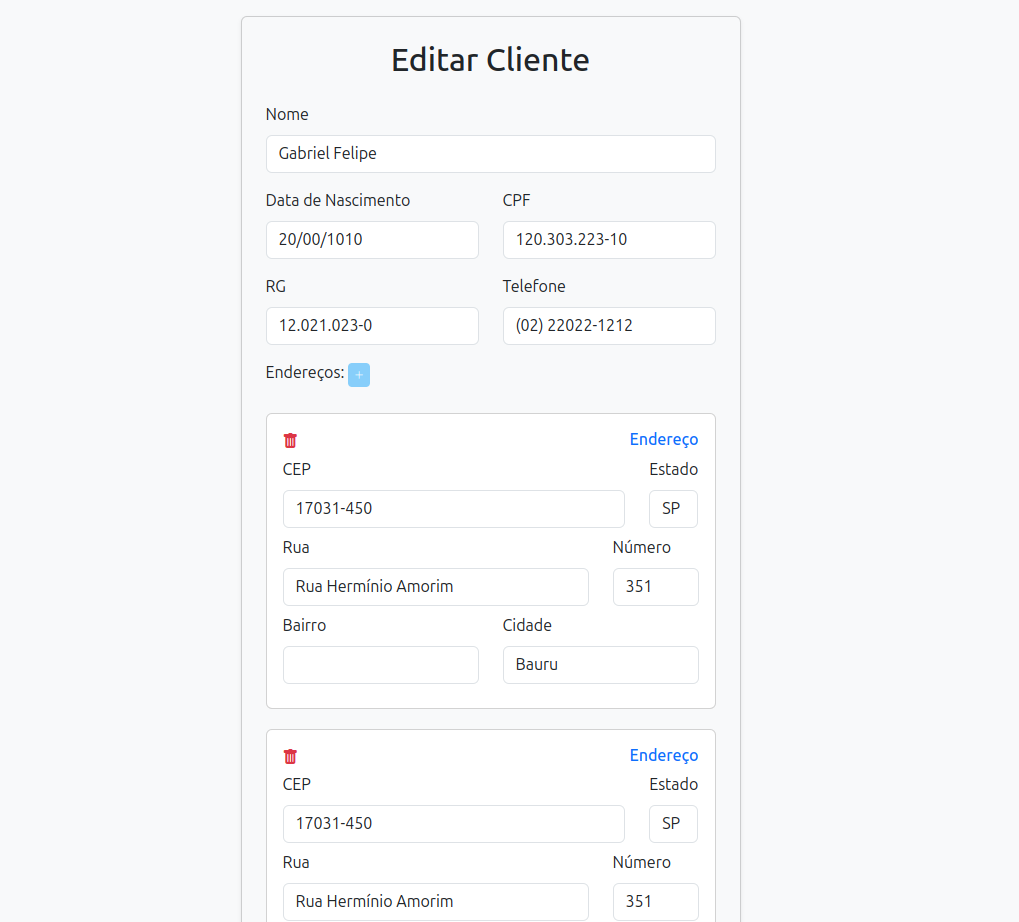 Editar Cliente
Nome
Gabriel Felipe
Data de Nascimento CPF
20/00/1010 120.303.223-10
RG Telefone
12.021.023-0 (02) 22022-1212
Endereços: +
Endereço
CEP Estado
17031-450 SP
Rua Número
Rua Hermínio Amorim 351
Bairro Cidade
Bauru
Endereço
CEP Estado
17031-450 SP
Rua Número
Rua Hermínio Amorim 351